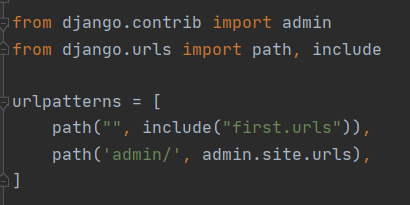 from django.contrib import admin
from django.urls import path, include

urlpatterns = [
    path("", include("first.urls")),
    path('admin/', admin.site.urls),
]